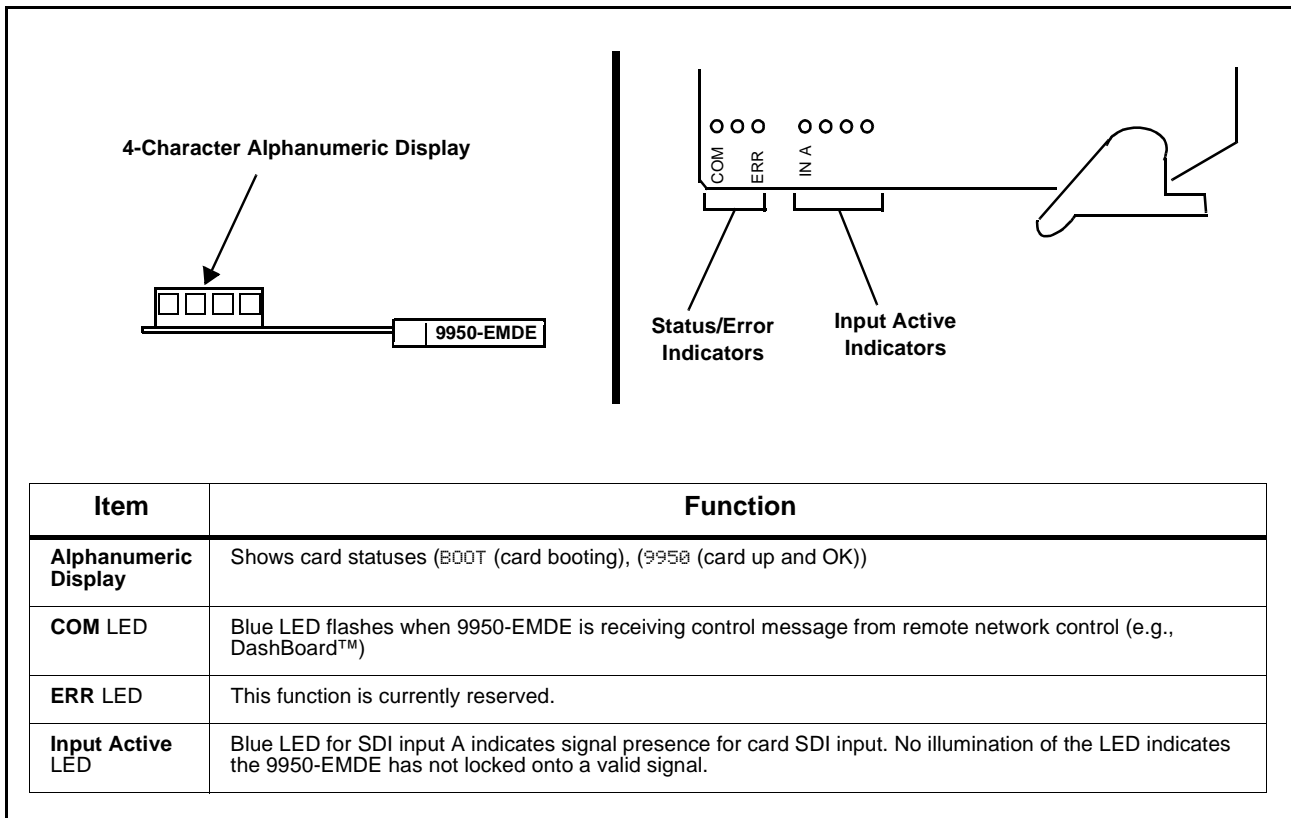 4-Character Alphanumeric Display
9950-EMDE
COM
ERR
IN A
Status/Error
Indicators
Input Active
Indicators
Item
Function
Alphanumeric
Display
Shows card statuses (BOOT (card booting), (9950 (card up and OK))
COM LED
Blue LED flashes when 9950-EMDE is receiving control message from remote network control (e.g.,
DashBoard™)
ERR LED
This function is currently reserved.
Input Active
LED
Blue LED for SDI input A indicates signal presence for card SDI input. No illumination of the LED indicates
the 9950-EMDE has not locked onto a valid signal.